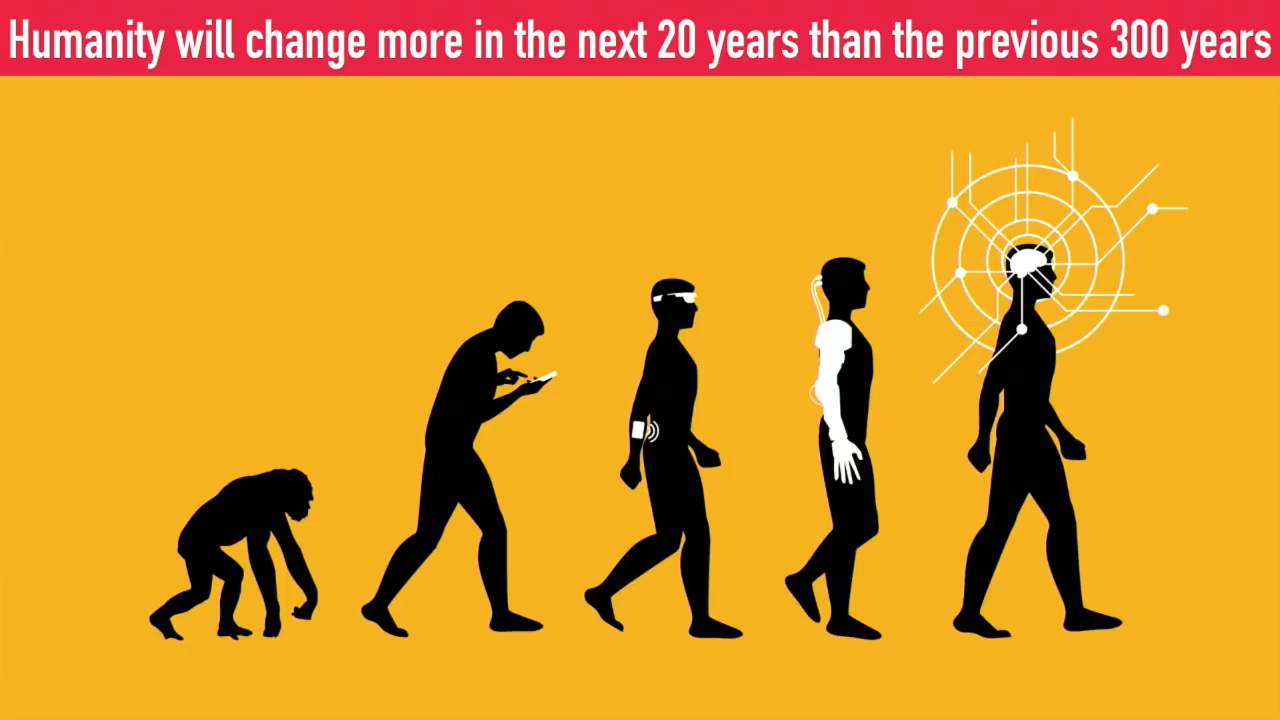 Humanity will change more in the next 20 years than the previous 300 years